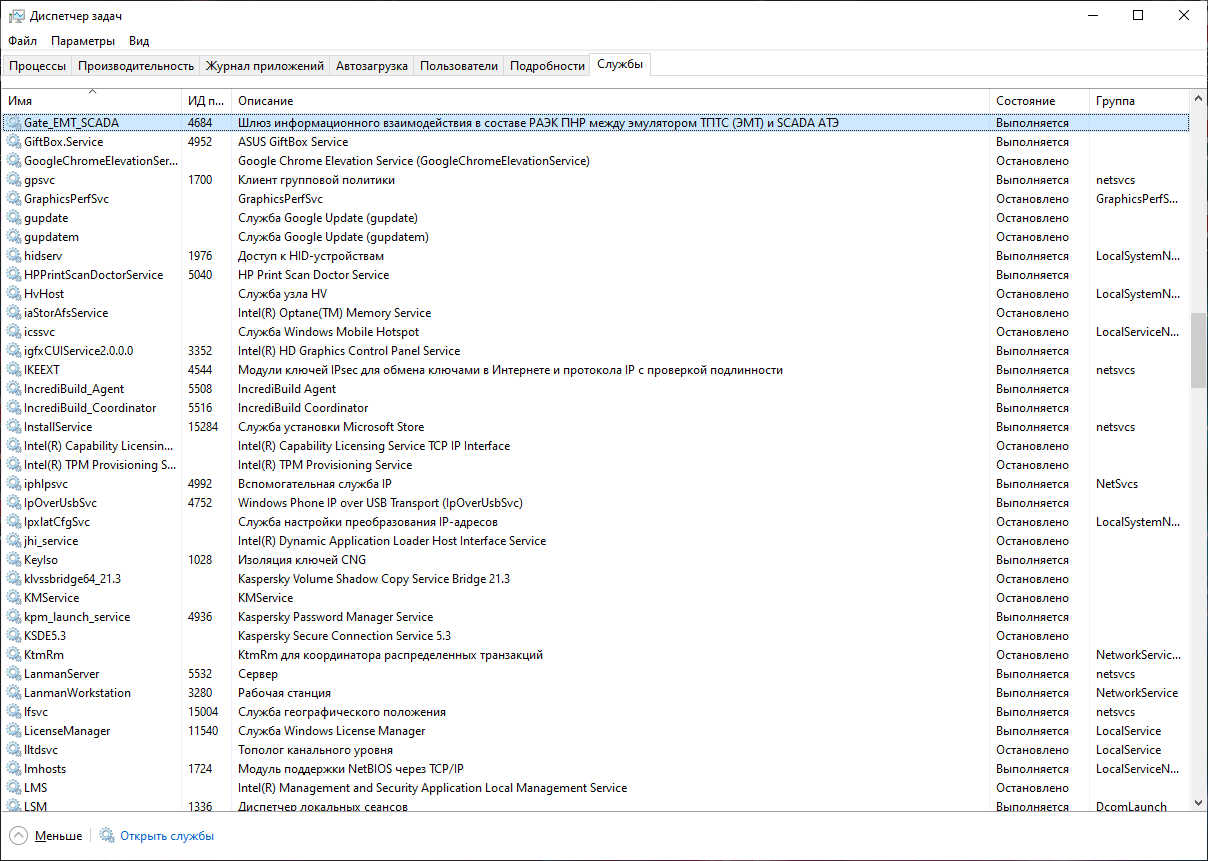 Диспетчер задач
Файл Параметры Вид
Процессы Производительность Журнал приложений Автозагрузка Пользователи Подробности Службы
Имя ИД п... Описание Состояние Группа
Gate_EMT_SCADA 4684 Шлюз информационного взаимодействия в составе РАЭК ПНР между эмулятором ТПТС (ЭМТ) и SCADA АТЭ Выполняется
GiftBox.Service 4952 ASUS GiftBox Service Выполняется
GoogleChromeElevationSer... Google Chrome Elevation Service (GoogleChromeElevationService) Остановлено
gpsvc 1700 Клиент групповой политики Выполняется netsvcs
GraphicsPerfSvc GraphicsPerfSvc Остановлено GraphicsPerfS...
gupdate Служба Google Update (gupdate) Остановлено
gupdatem Служба Google Update (gupdatem) Остановлено
hidserv 1976 Доступ к HID-устройствам Выполняется LocalSystemN...
HPPrintScanDoctorService 5040 HP Print Scan Doctor Service Выполняется
HvHost Служба узла HV Остановлено LocalSystemN...
iaStorAfsService Intel(R) Optane(TM) Memory Service Остановлено
icssvc Служба Windows Mobile Hotspot Остановлено LocalServiceN...
igfxCUIService2.0.0.0 3352 Intel(R) HD Graphics Control Panel Service Выполняется
IKEEXT 4544 Модули ключей IPsec для обмена ключами в Интернете и протокола IP с проверкой подлинности Выполняется netsvcs
IncrediBuild_Agent 5508 IncrediBuild Agent Выполняется
IncrediBuild_Coordinator 5516 IncrediBuild Coordinator Выполняется
InstallService 15284 Служба установки Microsoft Store Выполняется netsvcs
Intel(R) Capability Licensin... Intel(R) Capability Licensing Service TCP IP Interface Остановлено
Intel(R) TPM Provisioning S... Intel(R) TPM Provisioning Service Остановлено
iphlpsvc 4992 Вспомогательная служба IP Выполняется NetSvcs
IpOverUsbSvc 4752 Windows Phone IP over USB Transport (IpOverUsbSvc) Выполняется
IpxlatCfgSvc Служба настройки преобразования IP-адресов Остановлено LocalSystemN...
jhi_service Intel(R) Dynamic Application Loader Host Interface Service Остановлено
KeyIso 1028 Изоляция ключей CNG Выполняется
klvssbridge64_21.3 Kaspersky Volume Shadow Copy Service Bridge 21.3 Остановлено
KMService KMService Остановлено
kpm_launch_service 4936 Kaspersky Password Manager Service Выполняется
KSDE5.3 Kaspersky Secure Connection Service 5.3 Остановлено
KtmRm KtmRm для координатора распределенных транзакций Остановлено NetworkServic...
LanmanServer 5532 Сервер Выполняется netsvcs
LanmanWorkstation 3280 Рабочая станция Выполняется NetworkService
lfsvc 15004 Служба географического положения Выполняется netsvcs
LicenseManager 11540 Служба Windows License Manager Выполняется LocalService
lltdsvc Тополог канального уровня Остановлено LocalService
lmhosts 1724 Модуль поддержки NetBIOS через TCP/IP Выполняется LocalServiceN...
LMS Intel(R) Management and Security Application Local Management Service Остановлено
LSM 1336 Диспетчер локальных сеансов Выполняется DcomLaunch
Меньше Открыть службы